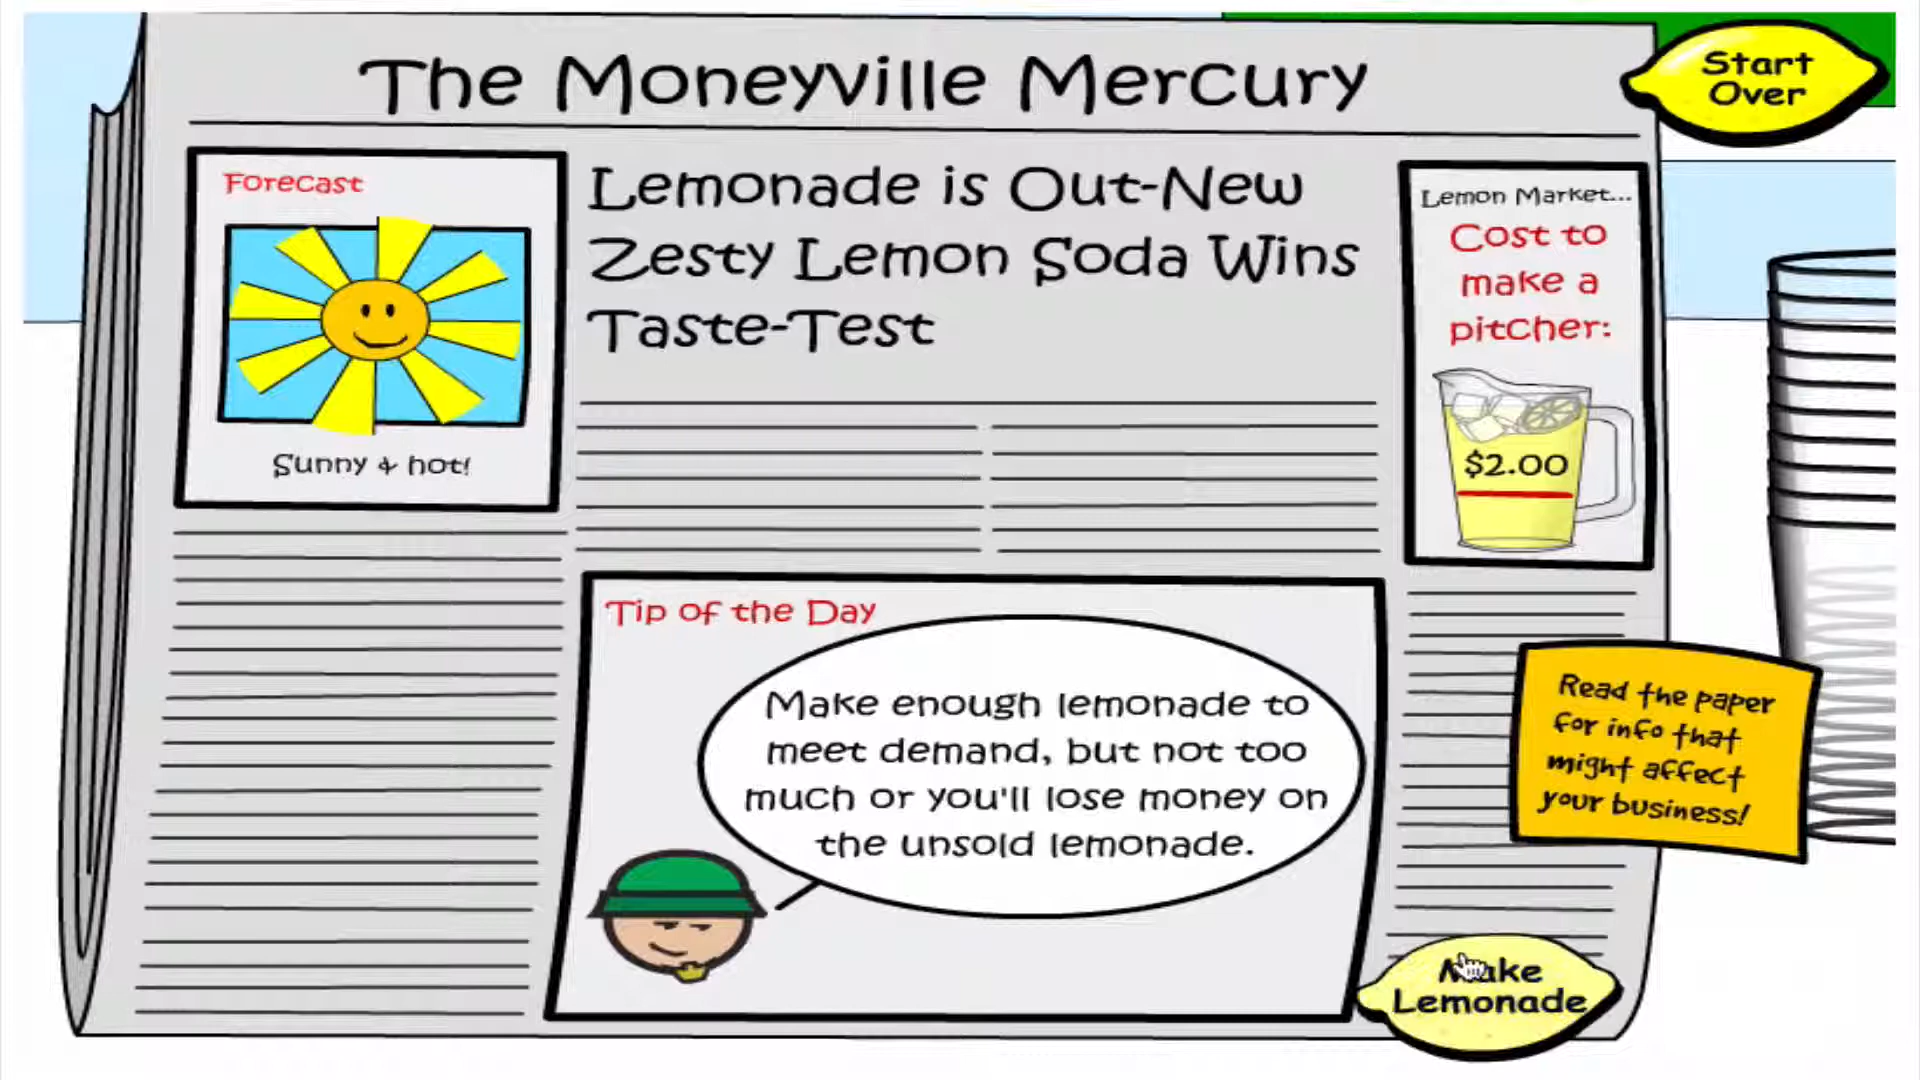 The Moneyville Mercury
Start
Over
Forecast
Sunny & hot!
Lemonade is Out-New
Zesty Lemon Soda Wins
Taste-Test
Lemon Market...
Cost to
make a
pitcher:
$2.00
Tip of the Day
Make enough lemonade to
meet demand, but not too
much or you'll lose money on
the unsold lemonade.
Read the paper
for info that
might affect
your business!
Make
Lemonade